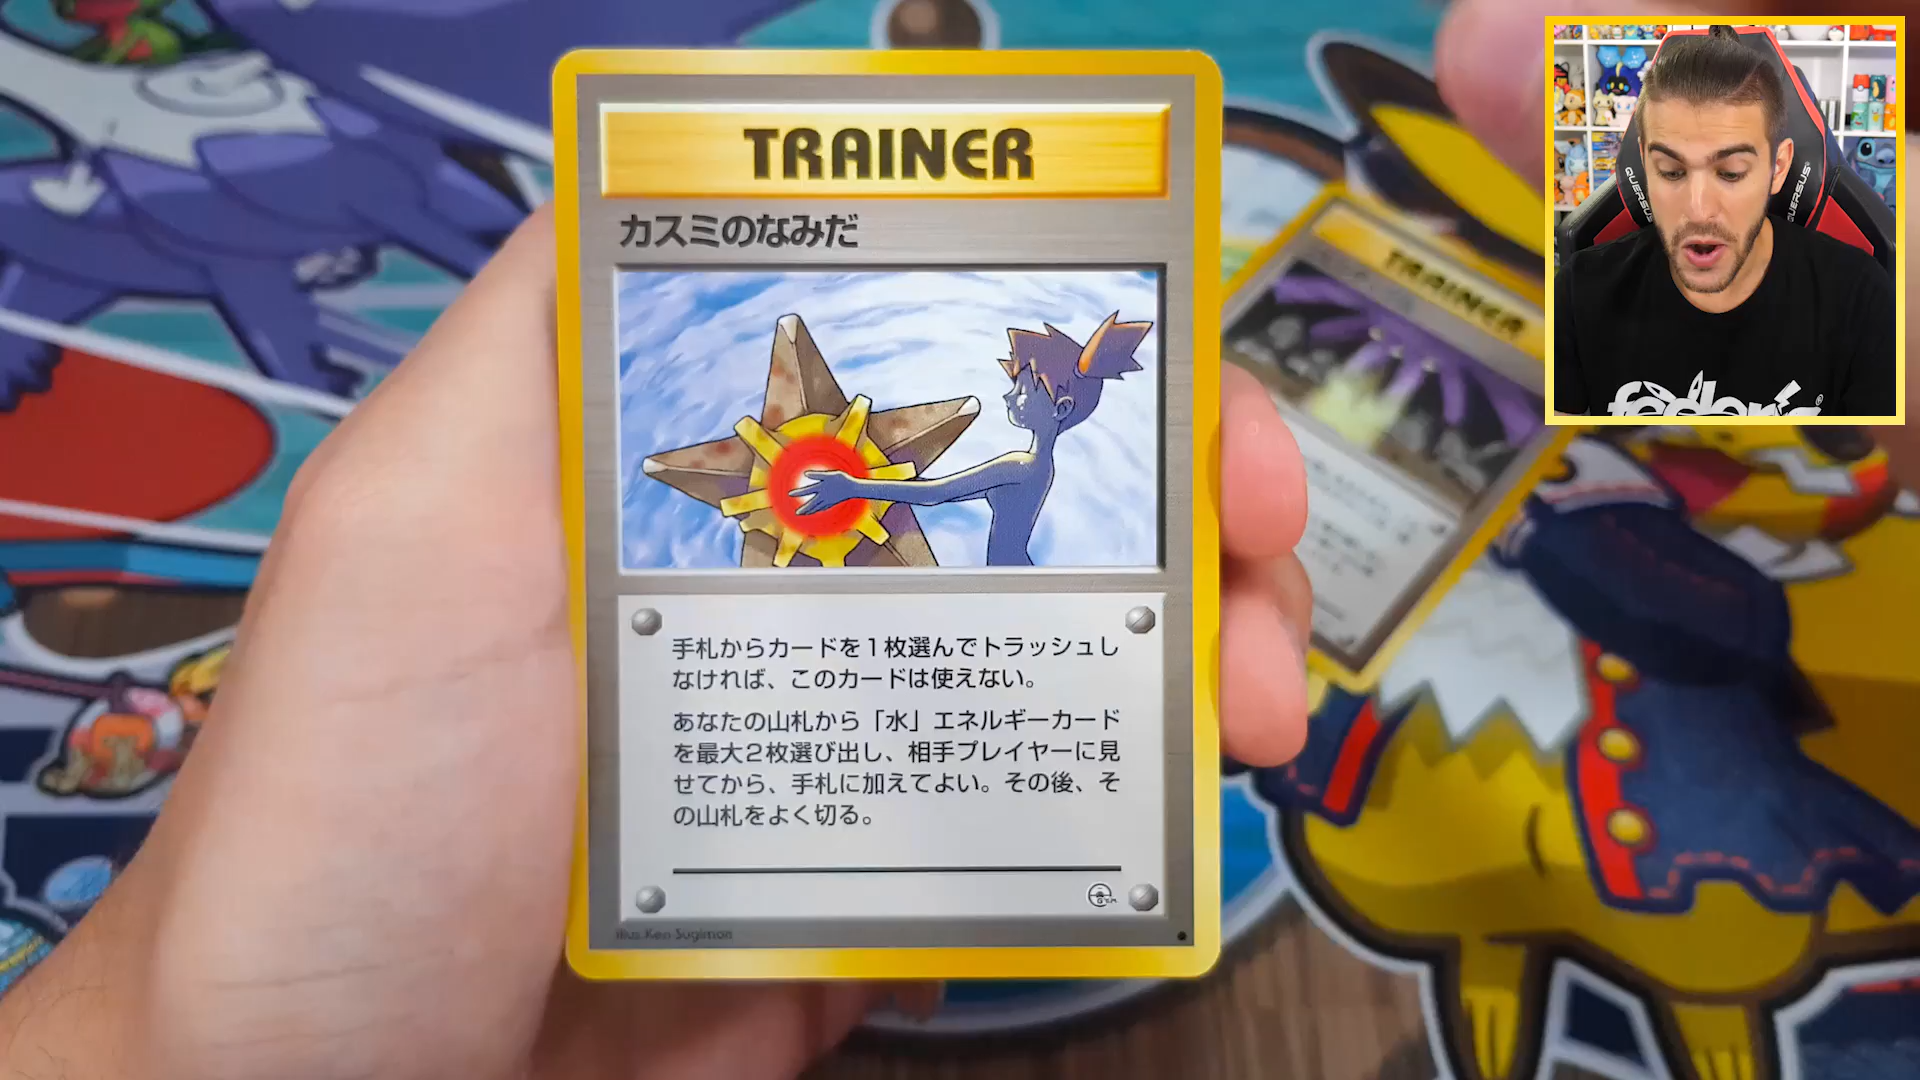 TRAINER
カスミのなみだ
手札からカードを1枚選んでトラッシュし
なければ、このカードは使えない。
あなたの山札から「水」エネルギーカード
を最大2枚選び出し、相手プレイヤーに見
せてから、手札に加えてよい。その後、そ
の山札をよく切る。
Illus. Ken Sugimori
TRAINER
QUERSUS
QUERSUS